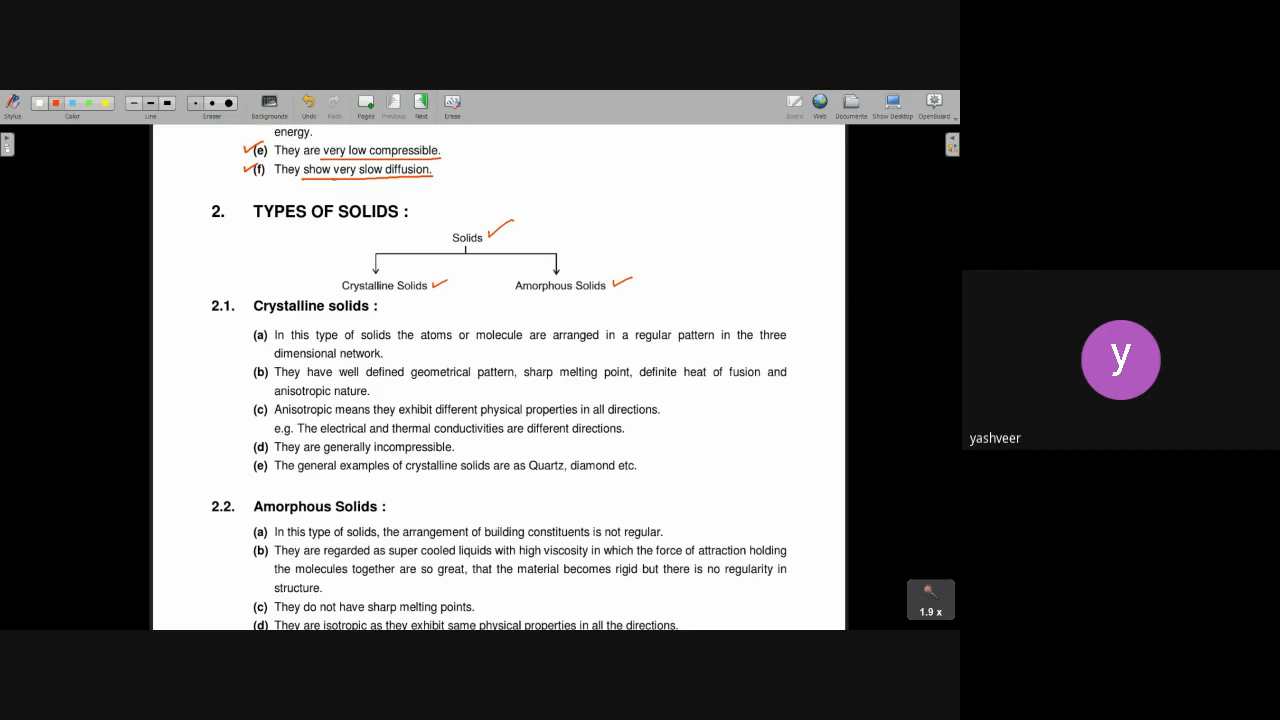 Stylus Color Line Eraser Backgrounds Undo Redo Pages Previous Next Erase Board Web Documents Show Desktop OpenBoard
energy.
(e) They are very low compressible.
(f) They show very slow diffusion.
2. TYPES OF SOLIDS :
Solids
Crystalline Solids Amorphous Solids
2.1. Crystalline solids :
(a) In this type of solids the atoms or molecule are arranged in a regular pattern in the three
dimensional network.
(b) They have well defined geometrical pattern, sharp melting point, definite heat of fusion and
anisotropic nature.
(c) Anisotropic means they exhibit different physical properties in all directions.
e.g. The electrical and thermal conductivities are different directions.
(d) They are generally incompressible.
(e) The general examples of crystalline solids are as Quartz, diamond etc.
2.2. Amorphous Solids :
(a) In this type of solids, the arrangement of building constituents is not regular.
(b) They are regarded as super cooled liquids with high viscosity in which the force of attraction holding
the molecules together are so great, that the material becomes rigid but there is no regularity in
structure.
(c) They do not have sharp melting points.
(d) They are isotropic as they exhibit same physical properties in all the directions.
1.9 x
y
yashveer